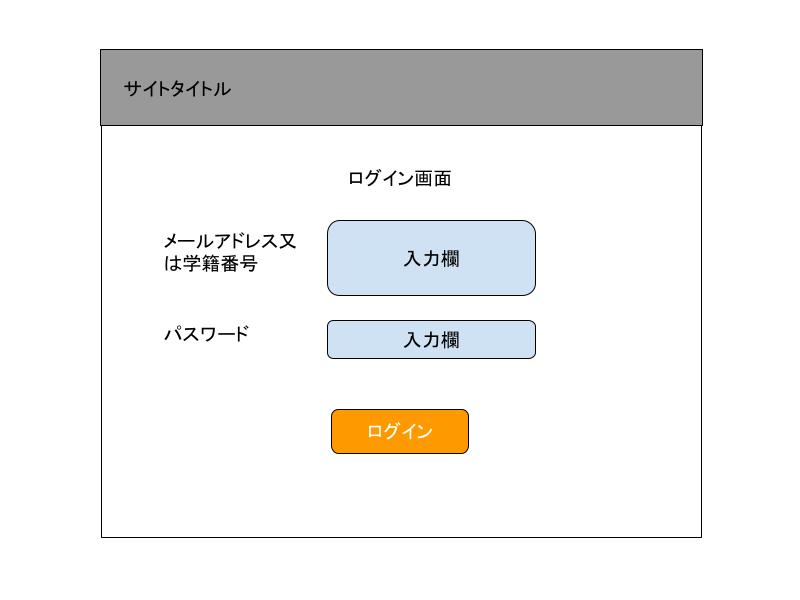 サイトタイトル
ログイン画面
メールアドレス又
は学籍番号
入力欄
パスワード
入力欄
ログイン